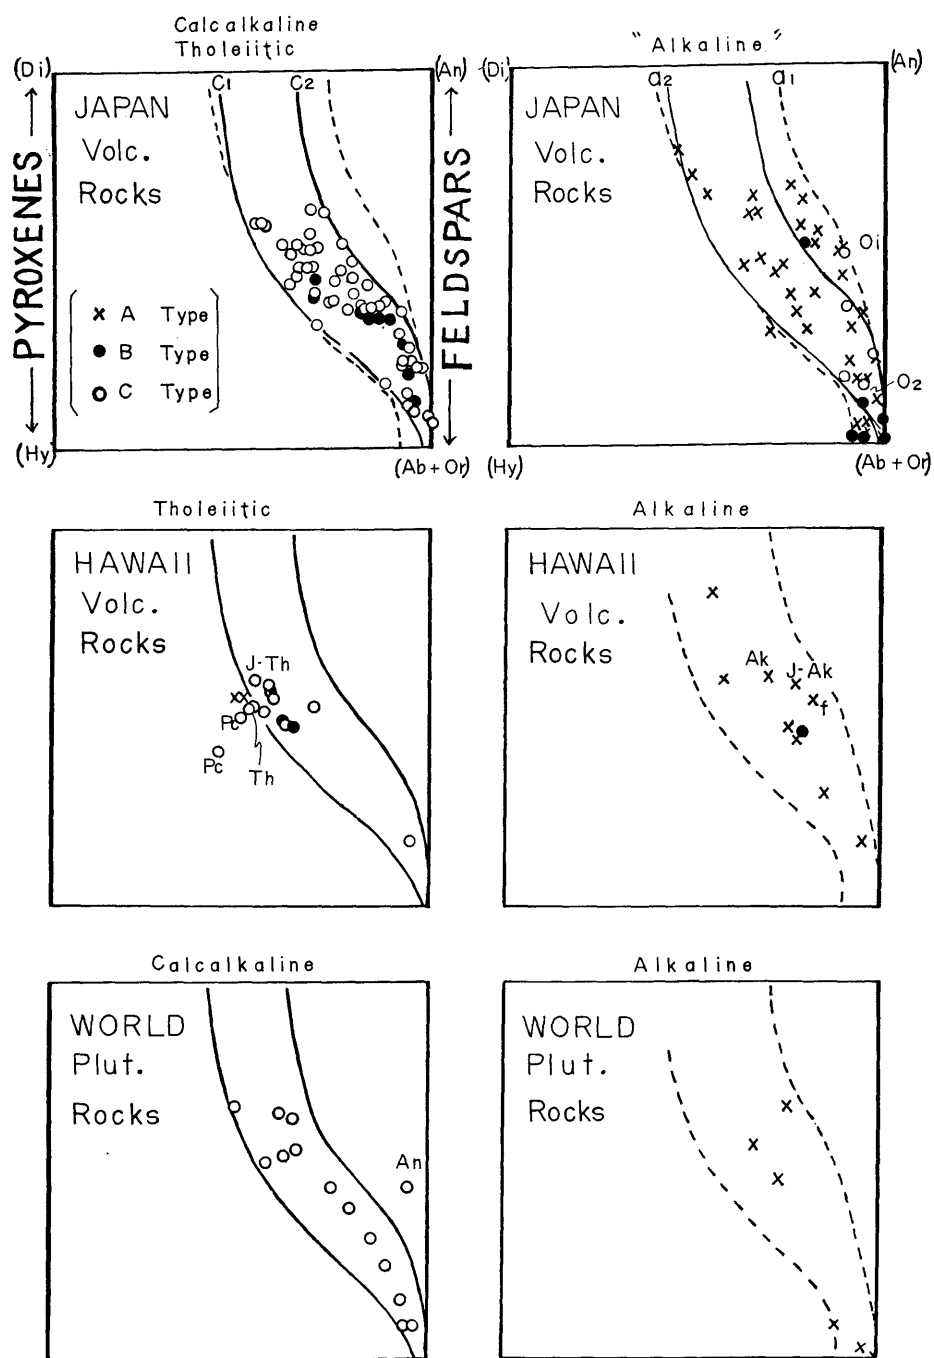 Calcalkaline
Tholeiitic
"Alkaline"
(Di)
(An)
(Di)
(An)
C1
C2
a2
a1
JAPAN
Volc.
Rocks
JAPAN
Volc.
Rocks
PYROXENES
FELDSPARS
x A Type
● B Type
○ C Type
O1
O2
(Hy)
(Ab+Or)
(Hy)
(Ab+Or)
Tholeiitic
Alkaline
HAWAII
Volc.
Rocks
HAWAII
Volc.
Rocks
J-Th
Pc
Pc
Th
Ak
J-Ak
f
Calcalkaline
Alkaline
WORLD
Plut.
Rocks
An
WORLD
Plut.
Rocks